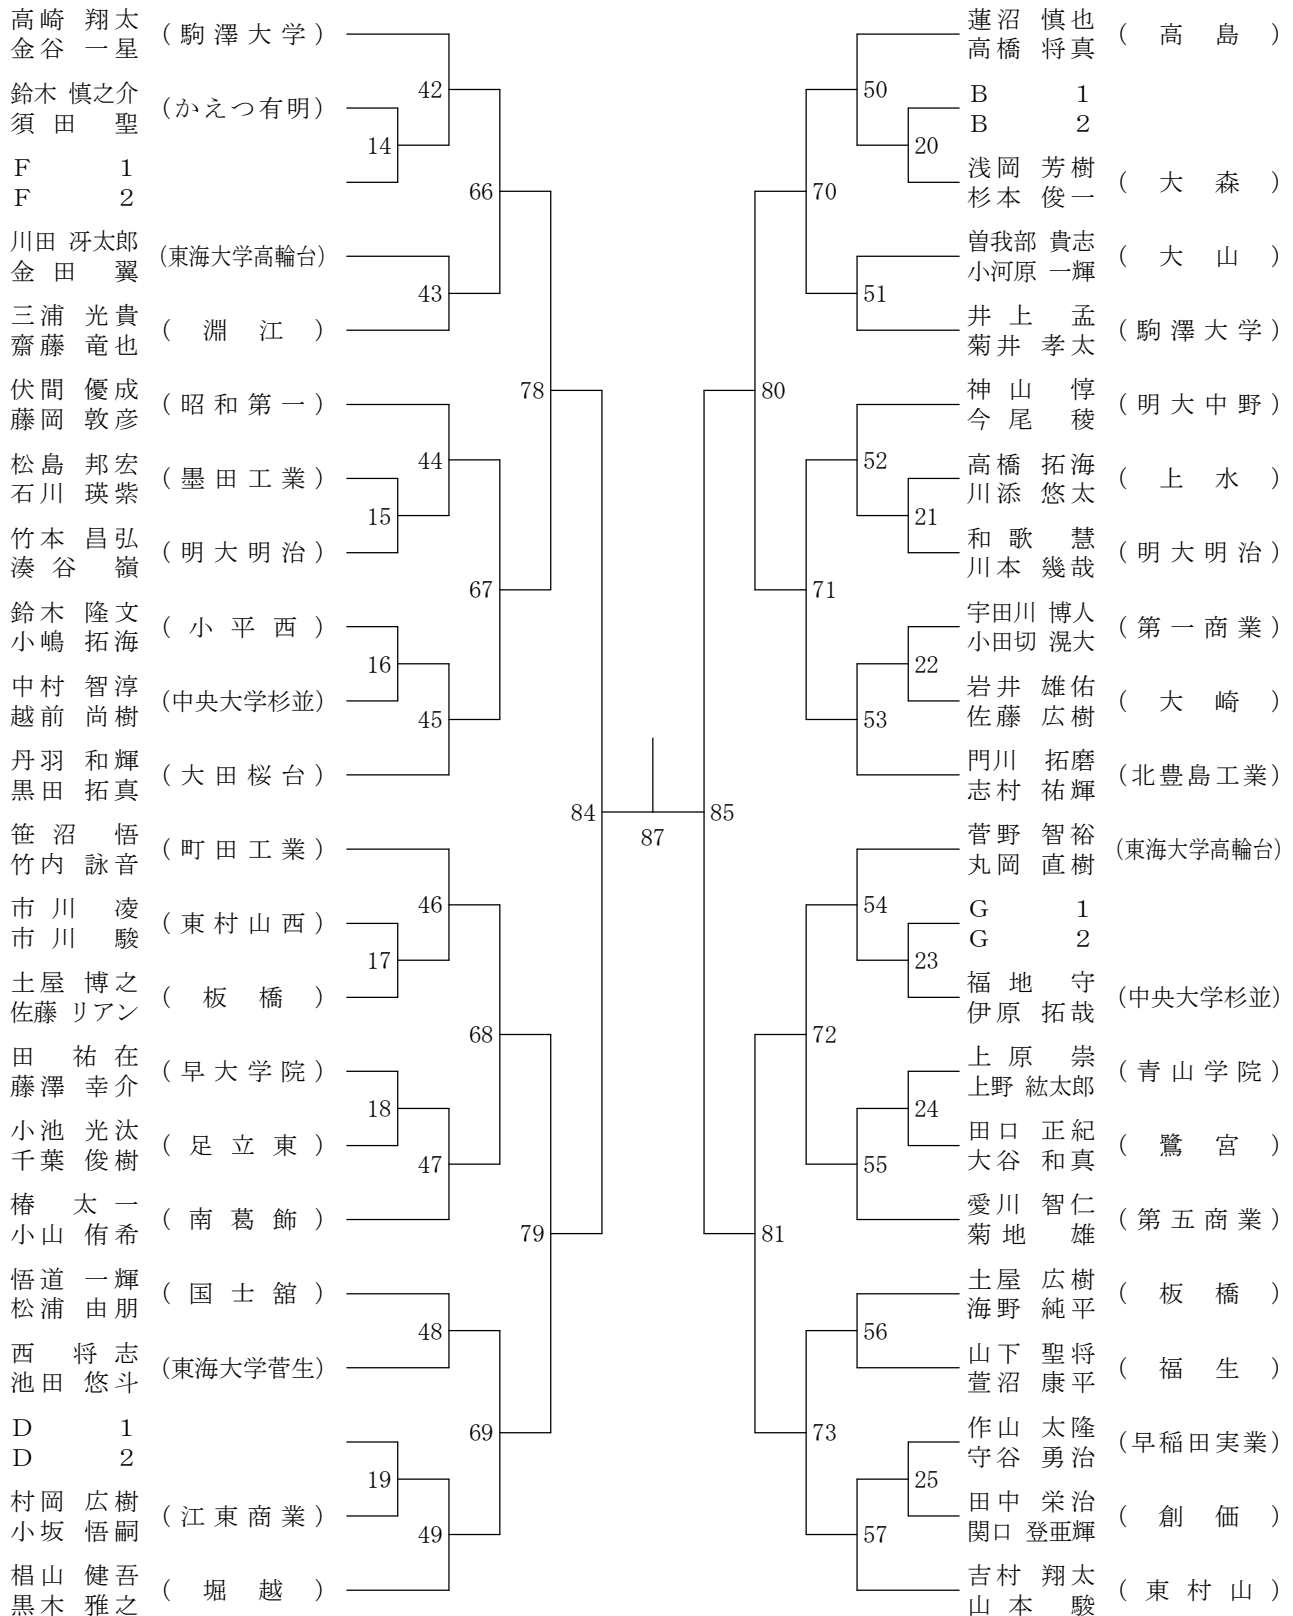 高崎 翔太
金谷 一星
(駒澤大学)
鈴木 慎之介
須田 聖
(かえつ有明)
F 1
F 2
川田 冴太郎
金田 翼
(東海大学高輪台)
三浦 光貴
齋藤 竜也
(淵江)
伏間 優成
藤岡 敦彦
(昭和第一)
松島 邦宏
石川 瑛紫
(墨田工業)
竹本 昌弘
湊谷 嶺
(明大明治)
鈴木 隆文
小嶋 拓海
(小平西)
中村 智淳
越前 尚樹
(中央大学杉並)
丹羽 和輝
黒田 拓真
(大田桜台)
笹沼 悟
竹内 詠音
(町田工業)
市川 凌
市川 駿
(東村山西)
土屋 博之
佐藤 リアン
(板橋)
田 祐在
藤澤 幸介
(早大学院)
小池 光汰
千葉 俊樹
(足立東)
椿 太一
小山 侑希
(南葛飾)
悟道 一輝
松浦 由朋
(国士舘)
西 将志
池田 悠斗
(東海大学菅生)
D 1
D 2
村岡 広樹
小坂 悟嗣
(江東商業)
椙山 健吾
黒木 雅之
(堀越)
42
14
66
43
78
44
15
67
16
45
84
46
17
68
18
47
79
48
69
19
49
87
蓮沼 慎也
高橋 将真
(高島)
B 1
B 2
浅岡 芳樹
杉本 俊一
(大森)
曽我部 貴志
小河原 一輝
(大山)
井上 孟
菊井 孝太
(駒澤大学)
神山 惇
今尾 稜
(明大中野)
高橋 拓海
川添 悠太
(上水)
和歌 慧
川本 幾哉
(明大明治)
宇田川 博人
小田切 滉大
(第一商業)
岩井 雄佑
佐藤 広樹
(大崎)
門川 拓磨
志村 祐輝
(北豊島工業)
菅野 智裕
丸岡 直樹
(東海大学高輪台)
G 1
G 2
福地 守
伊原 拓哉
(中央大学杉並)
上原 崇
上野 紘太郎
(青山学院)
田口 正紀
大谷 和真
(鷺宮)
愛川 智仁
菊地 雄
(第五商業)
土屋 広樹
海野 純平
(板橋)
山下 聖将
萱沼 康平
(福生)
作山 太隆
守谷 勇治
(早稲田実業)
田中 栄治
関口 登亜輝
(創価)
吉村 翔太
山本 駿
(東村山)
50
20
70
51
80
52
21
71
22
53
85
54
23
72
24
55
81
56
73
25
57